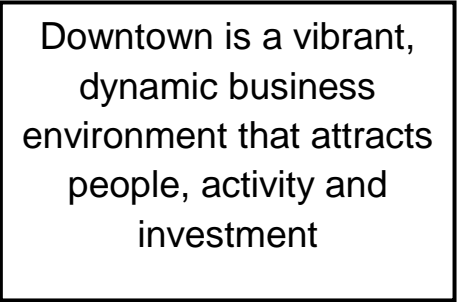 Downtown is a vibrant,
dynamic business
environment that attracts
people, activity and
investment